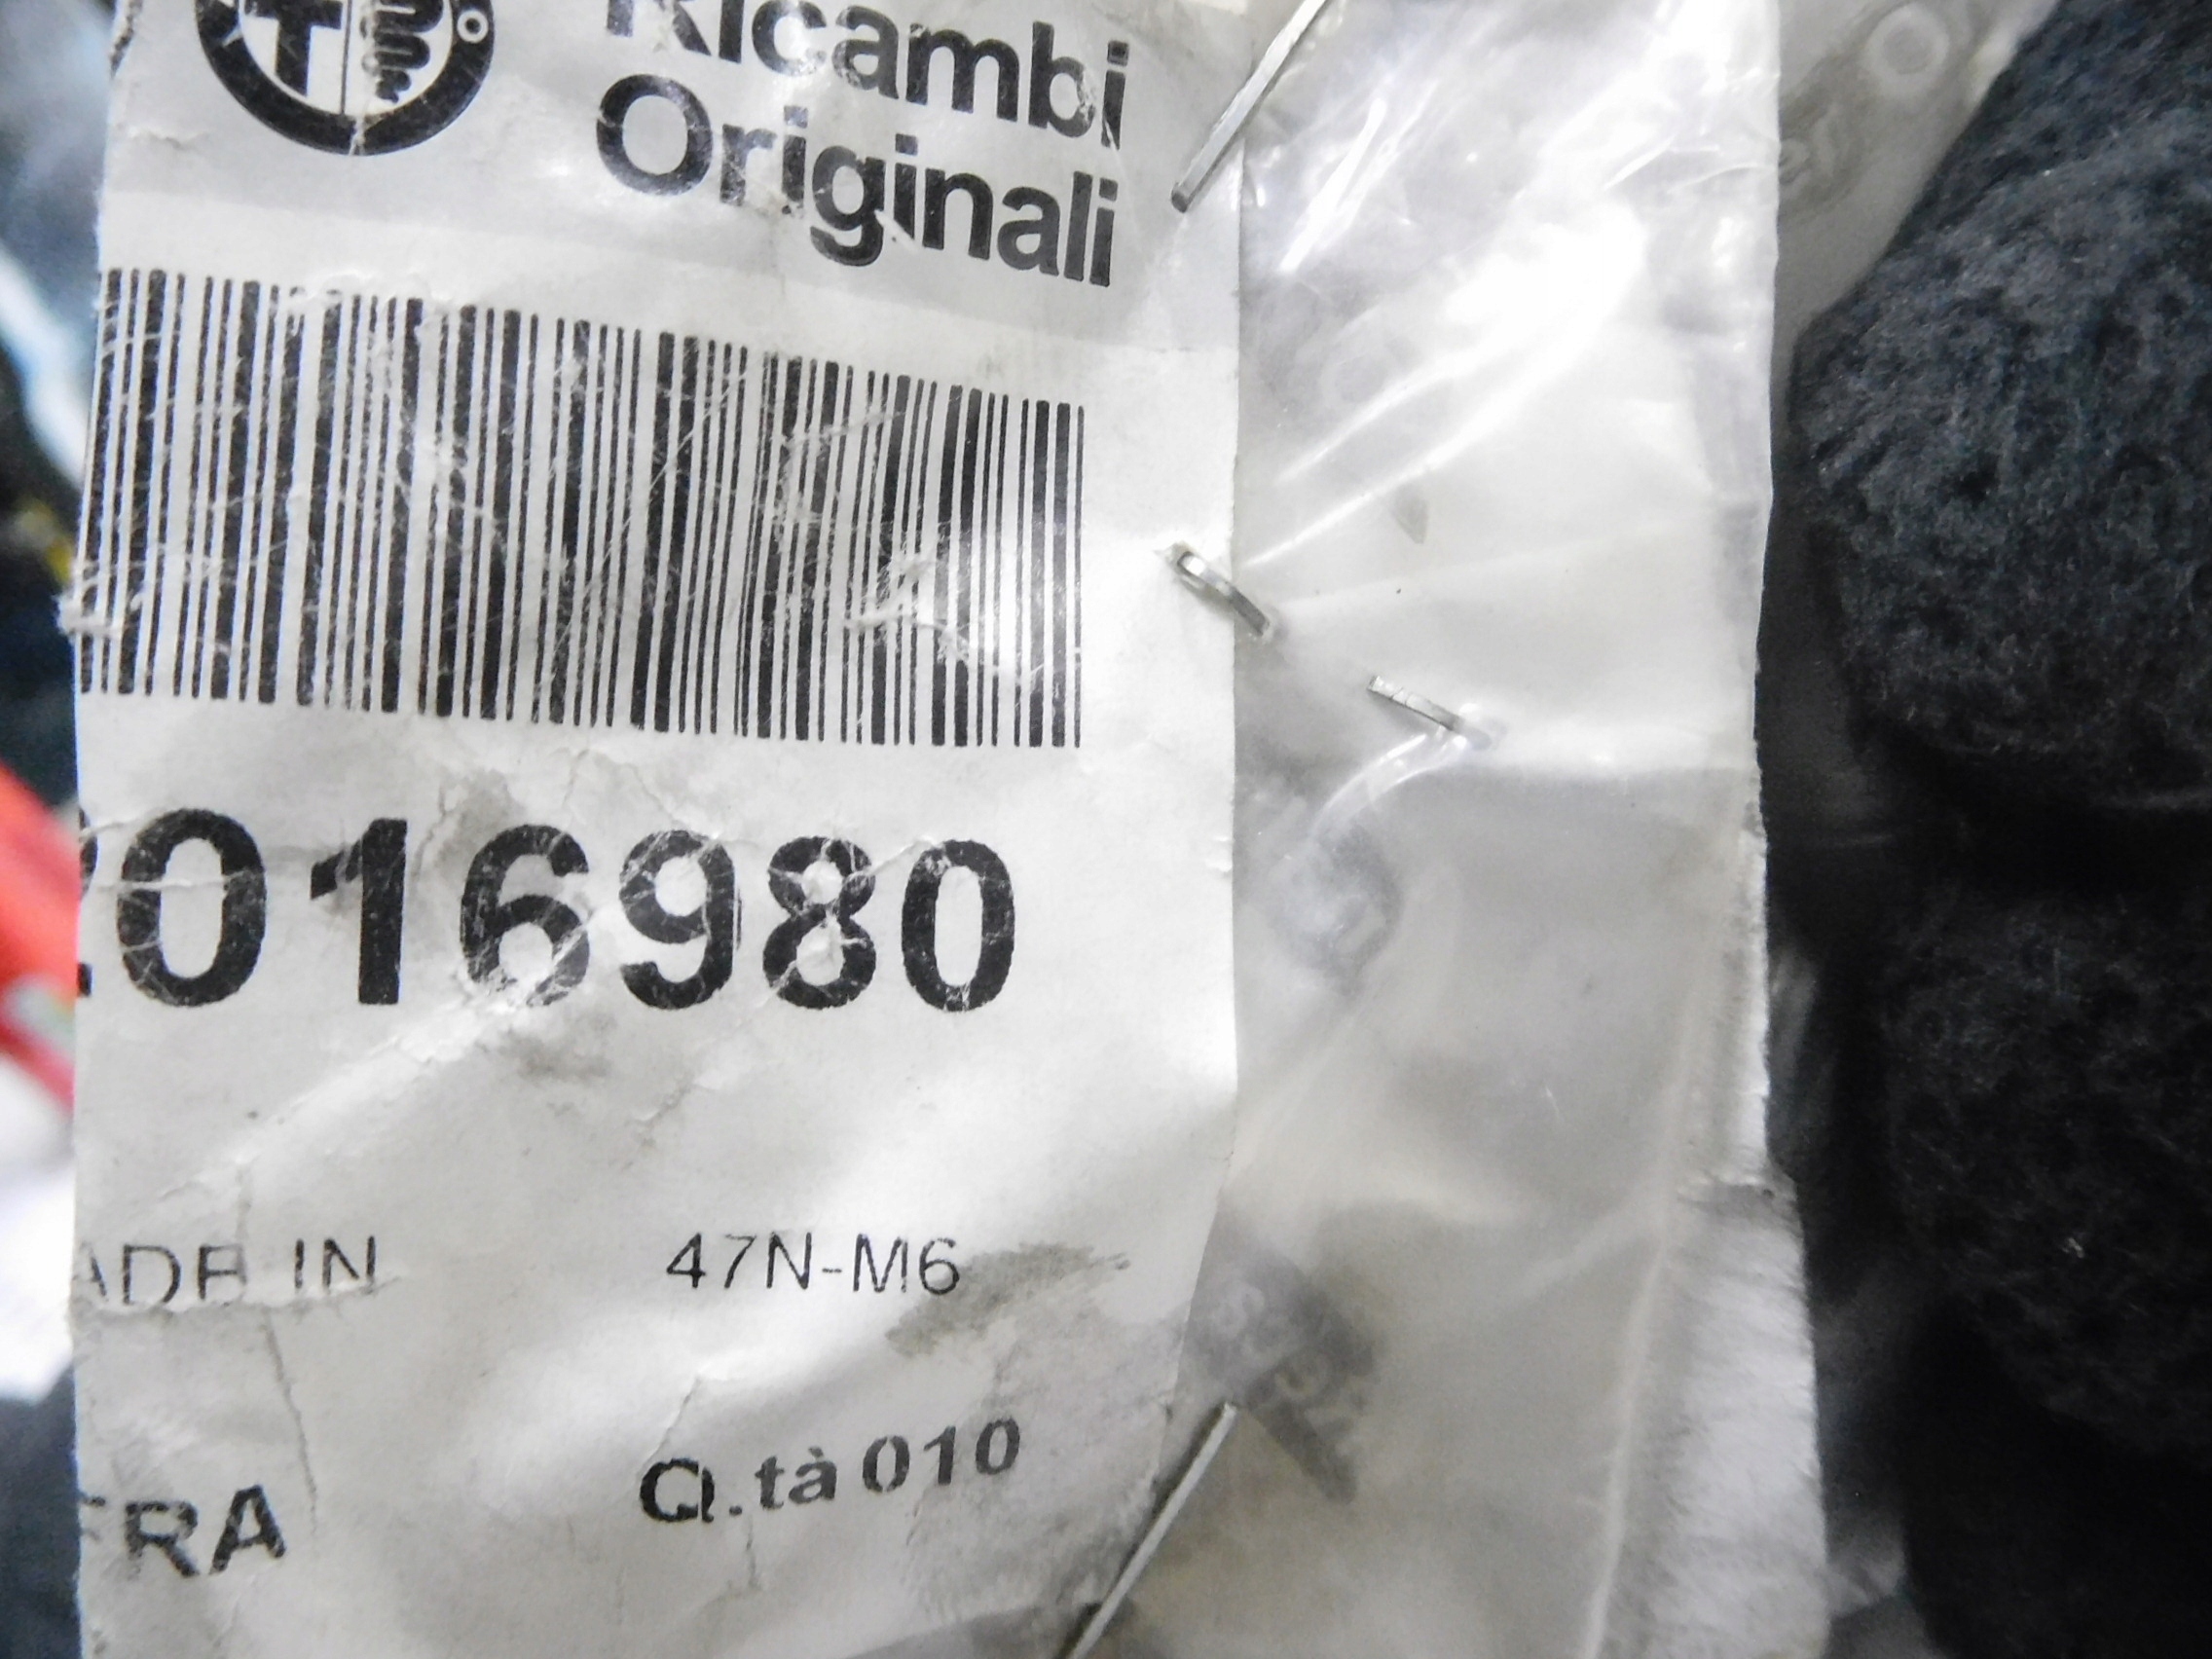 Ricambi
Originali
016980
ADE IN
47N-M6
Q.tà 010
RA